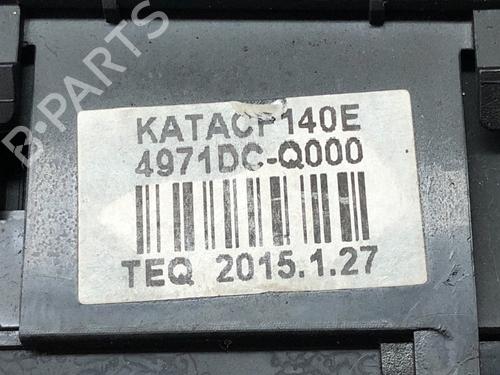 B-PARTS
KATACP140E
4971DC-Q000
TEQ 2015.1.27